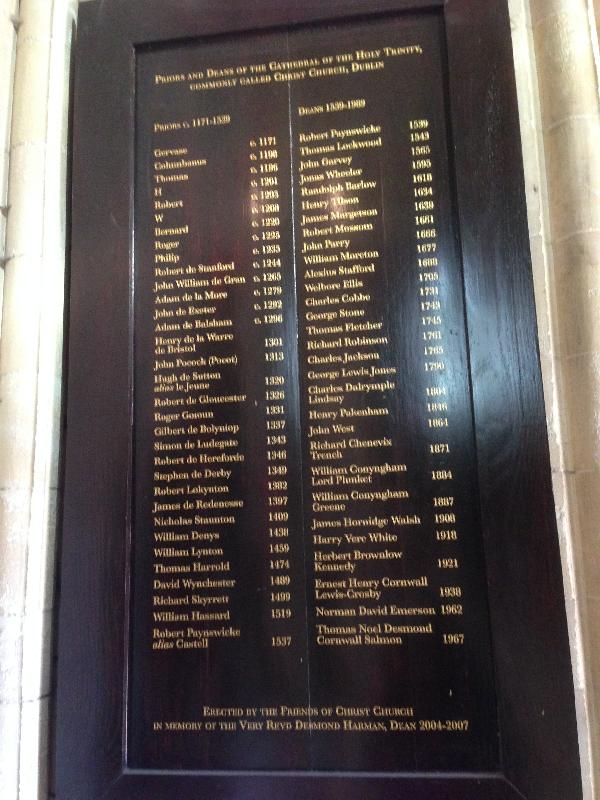 PRIORS AND DEANS OF THE CATHEDRAL OF THE HOLY TRINITY,
COMMONLY CALLED CHRIST CHURCH, DUBLIN
PRIORS c. 1171-1539
Gervase c. 1171
Columbanus c. 1190
Thomas c. 1196
H c. 1201
Robert c. 1203
W c. 1208
Bernard c. 1220
Roger c. 1225
Philip c. 1235
Robert de Stanford c. 1244
John William de Gran c. 1265
Adam de la More c. 1279
John de Exeter c. 1292
Adam de Balsham c. 1296
Henry de la Warre
de Bristol 1301
John Pocock (Pocot) 1313
Hugh de Sutton
alias le Jeune 1320
Robert de Gloucester 1326
Roger Goioun 1331
Gilbert de Bolyniop 1337
Simon de Ludegate 1343
Robert de Hereforde 1346
Stephen de Derby 1349
Robert Lokynton 1382
James de Redenesse 1397
Nicholas Staunton 1409
William Denys 1438
William Lynton 1459
Thomas Harrold 1474
David Wynchester 1489
Richard Skyrrett 1499
William Hassard 1519
Robert Paynswicke
alias Castell 1537
DEANS 1539-1989
Robert Paynswicke 1539
Thomas Lockwood 1543
John Garvey 1565
Jonas Wheeler 1595
Randolph Barlow 1618
Henry Tilson 1634
James Margetson 1639
Robert Mossom 1661
John Parry 1666
William Moreton 1677
Alexius Stafford 1688
Welbore Ellis 1705
Charles Cobbe 1731
George Stone 1743
Thomas Fletcher 1745
Richard Robinson 1761
Charles Jackson 1765
George Lewis Jones 1790
Charles Dalrymple
Lindsay 1804
Henry Pakenham 1846
John West 1864
Richard Chenevix
Trench 1871
William Conyngham
Lord Plunket 1884
William Conyngham
Greene 1887
James Hornidge Walsh 1908
Harry Vere White 1918
Herbert Brownlow
Kennedy 1921
Ernest Henry Cornwall
Lewis-Crosby 1938
Norman David Emerson 1962
Thomas Noel Desmond
Cornwall Salmon 1967
ERECTED BY THE FRIENDS OF CHRIST CHURCH
IN MEMORY OF THE VERY REVD DESMOND HARMAN, DEAN 2004-2007